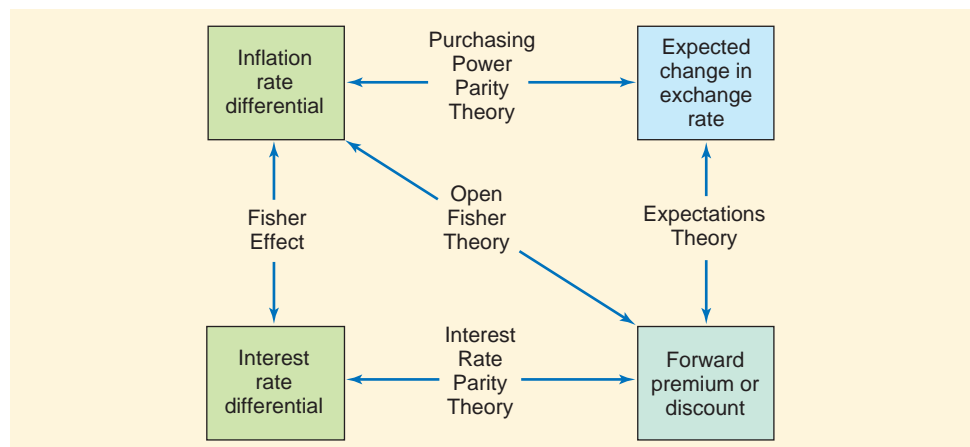 Inflation
rate
differential
Purchasing
Power
Parity
Theory
Expected
change in
exchange
rate
Fisher
Effect
Open
Fisher
Theory
Expectations
Theory
Interest
rate
differential
Interest
Rate
Parity
Theory
Forward
premium or
discount